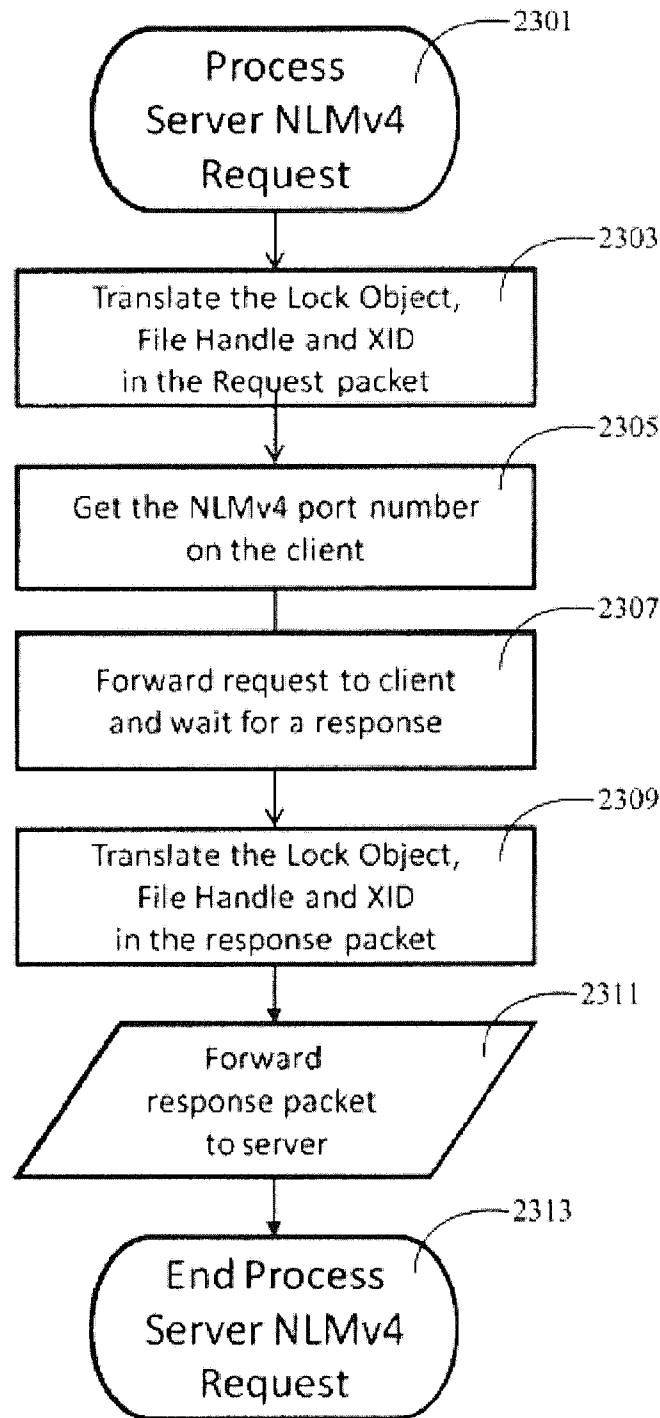 2301
Process
Server NLMv4
Request
2303
Translate the Lock Object,
File Handle and XID
in the Request packet
2305
Get the NLMv4 port number
on the client
2307
Forward request to client
and wait for a response
2309
Translate the Lock Object,
File Handle and XID
in the response packet
2311
Forward
response packet
to server
2313
End Process
Server NLMv4
Request